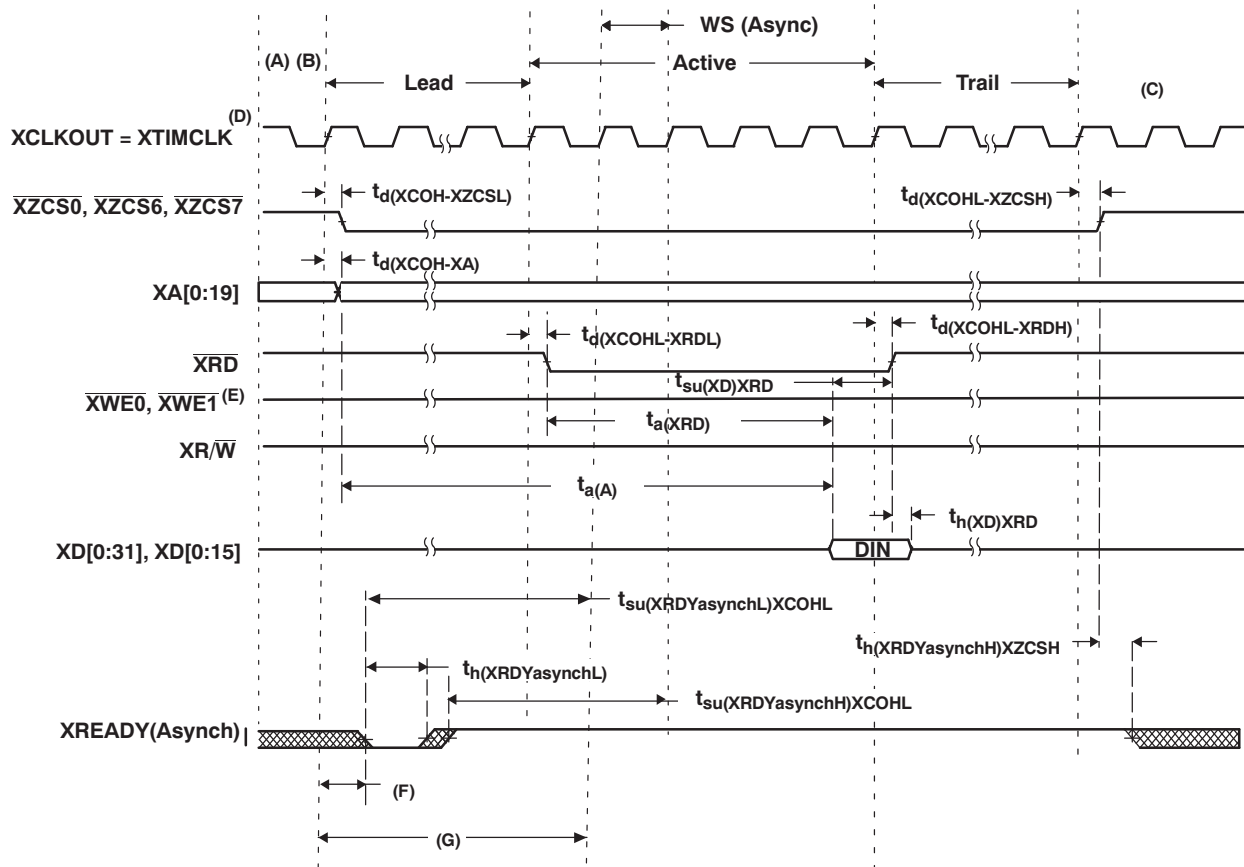 WS (Async)
(A) (B)
Lead
Active
Trail
(C)
XCLKOUT = XTIMCLK(D)
XZCS0, XZCS6, XZCS7
td(XCOH-XZCSL)
td(XCOHL-XZCSH)
td(XCOH-XA)
XA[0:19]
td(XCOHL-XRDL)
td(XCOHL-XRDH)
XRD
tsu(XD)XRD
XWE0, XWE1(E)
ta(XRD)
XR/W
ta(A)
th(XD)XRD
XD[0:31], XD[0:15]
DIN
tsu(XRDYasynchL)XCOHL
th(XRDYasynchH)XZCSH
th(XRDYasynchL)
tsu(XRDYasynchH)XCOHL
XREADY(Asynch)
(F)
(G)